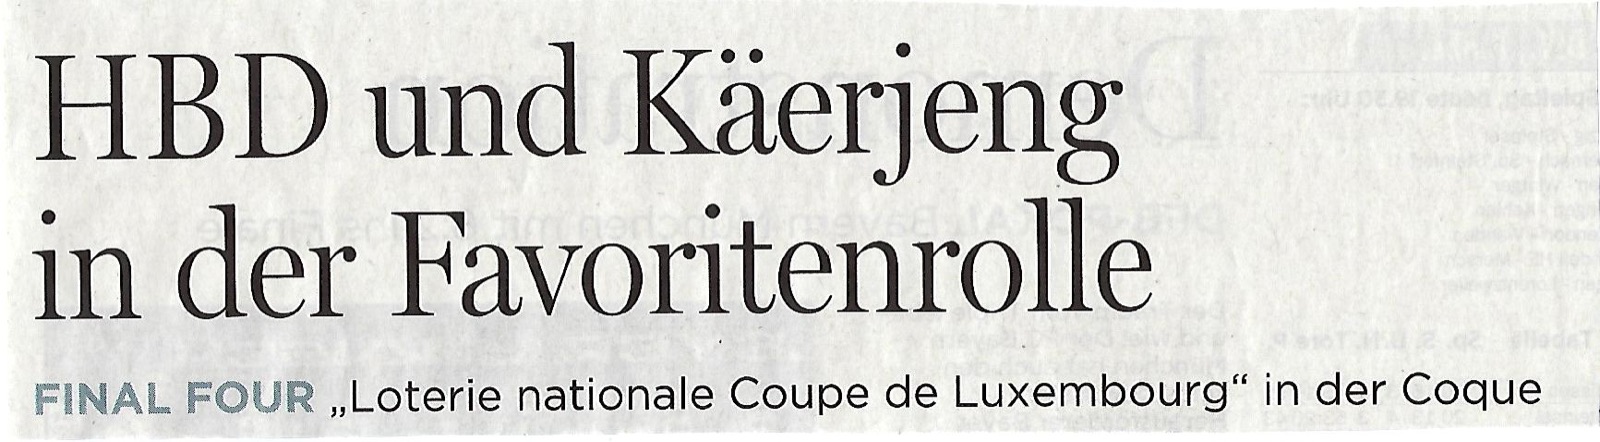 HBD und Käerjeng
in der Favoritenrolle
FINAL FOUR „Loterie nationale Coupe de Luxembourg“ in der Coque